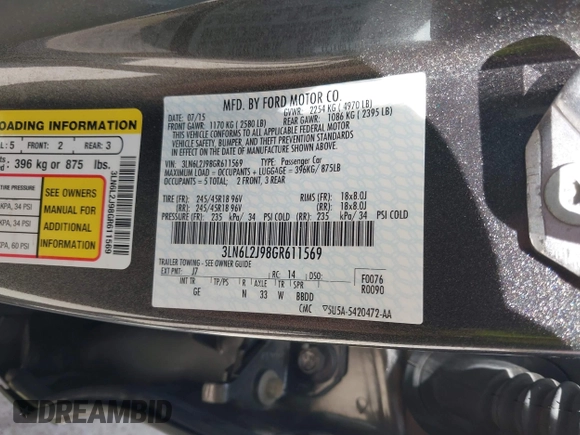 OADING INFORMATION
L: 5 FRONT: 2 REAR: 3
396 kg or 875 lbs.
KPA, 34 PSI
KPA, 34 PSI
KPA, 60 PSI
SEE OWNERS
MANUAL FOR
ADDITIONAL
INFORMATION
3LN6L2J98GR611569
MFD. BY FORD MOTOR CO.
DATE: 07/15 GVWR: 2254 KG ( 4970 LB)
FRONT GAWR: 1170 KG ( 2580 LB) REAR GAWR: 1086 KG ( 2395 LB)
THIS VEHICLE CONFORMS TO ALL APPLICABLE FEDERAL MOTOR
VEHICLE SAFETY, BUMPER, AND THEFT PREVENTION STANDARDS IN
EFFECT ON THE DATE OF MANUFACTURE SHOWN ABOVE.
VIN: 3LN6L2J98GR611569 TYPE: Passenger Car
MAXIMUM LOAD = OCCUPANTS + LUGGAGE = 396KG/875LB
OCCUPANTS = 5 TOTAL: 2 FRONT, 3 REAR
TIRE (FR): 245/45R18 96V RIMS (FR): 18x8.0J
TIRE (RR): 245/45R18 96V RIMS (RR): 18x8.0J
PRESSURE (FR): 235 kPa/ 34 PSI COLD (RR): 235 kPa/ 34 PSI COLD
3LN6L2J98GR611569
TRAILER TOWING - SEE OWNER GUIDE
EXT PNT: J7 RC: 14 DSO: F0076
INT TR TP/PS R AXLE TR SPR R0090
GE N 33 W BBDD
CMC ▽SU5A-5420472-AA
DREAMBID